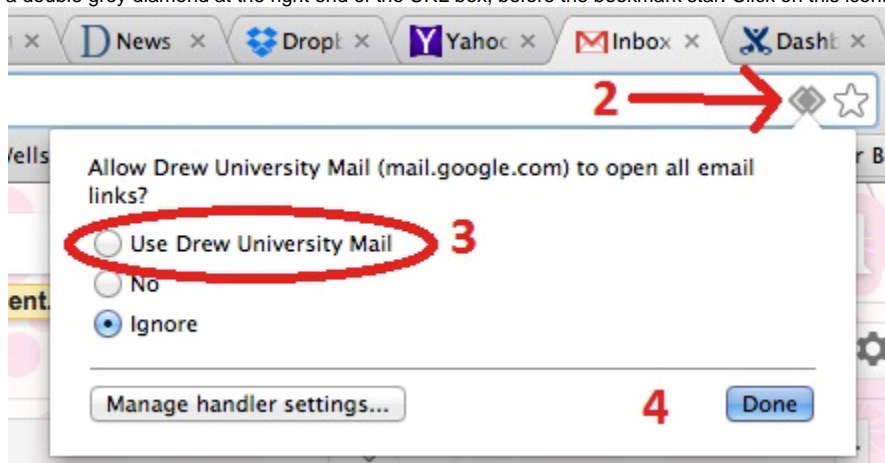 a double grey diamond at the right end of the URL box, before the bookmark star. Click on this icon.
News Dropb Yahoo Inbox Dashb
2
Wells
r B
Allow Drew University Mail (mail.google.com) to open all email
links?
Use Drew University Mail 3
No
ent.
Ignore
Manage handler settings... 4 Done